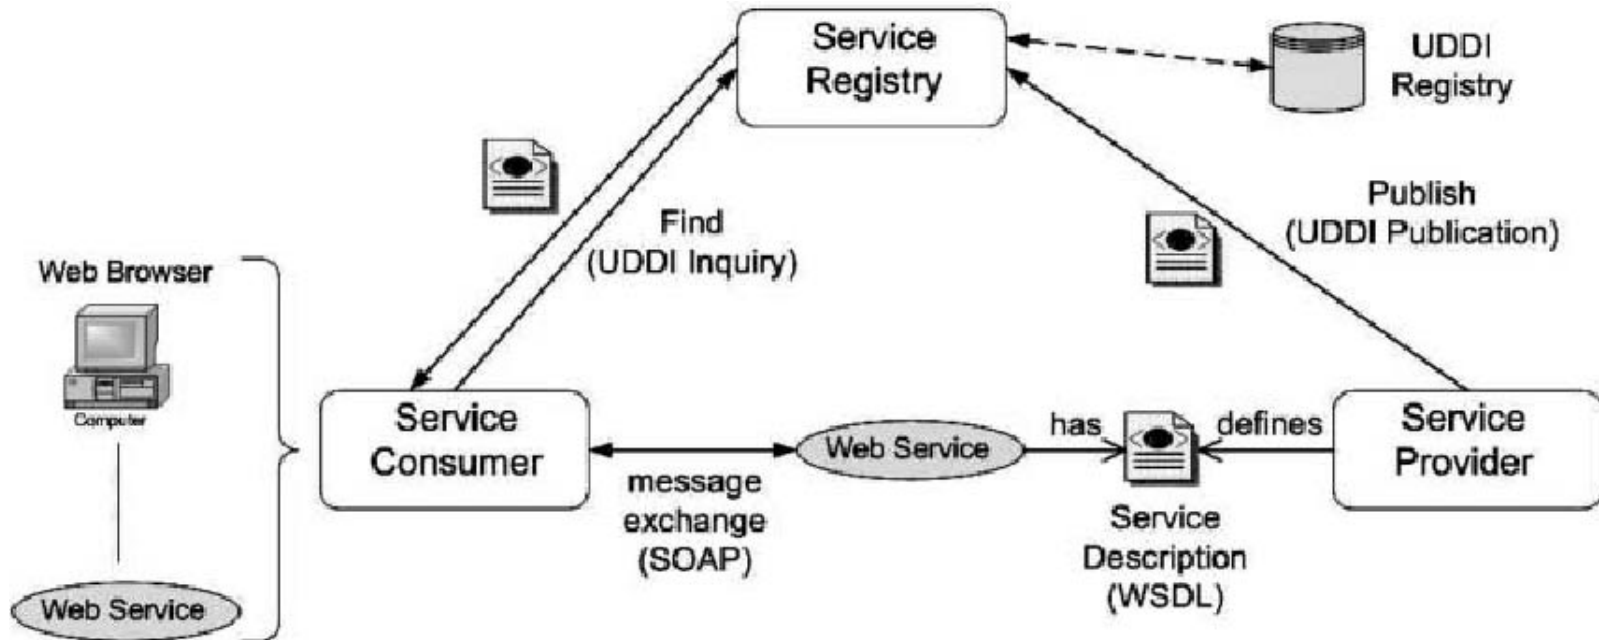 Service
Registry
UDDI
Registry
Publish
(UDDI Publication)
Find
(UDDI Inquiry)
Web Browser
Computer
Web Service
Service
Consumer
message
exchange
(SOAP)
Web Service
has
defines
Service
Description
(WSDL)
Service
Provider